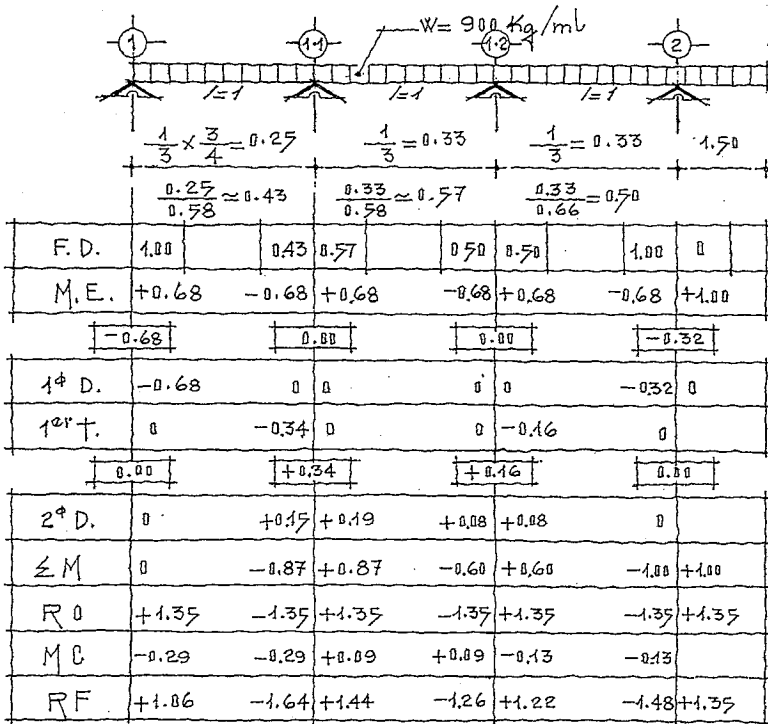 W= 900 Kg/ml
1 1.1 1.2 2
l=1 l=1 l=1
1/3 x 3/4 = 0.25 1/3 = 0.33 1/3 = 0.33 1.50
0.25/0.58 ≃ 0.43 0.33/0.58 ≃ 0.57 0.33/0.66 = 0.50
F.D. 1.00 0.43 0.57 0.50 0.50 1.00 0
M.E. +0.68 -0.68 +0.68 -0.68 +0.68 -0.68 +1.00
-0.68 0.00 0.00 -0.32
1ª D. -0.68 0 0 0 0 -0.32 0
1er T. 0 -0.34 0 0 -0.16 0
0.00 +0.34 +0.16 0.00
2ª D. 0 +0.15 +0.19 +0.08 +0.08 0
ΣM 0 -0.87 +0.87 -0.60 +0.60 -1.00 +1.00
R0 +1.35 -1.35 +1.35 -1.35 +1.35 -1.35 +1.35
MC -0.29 -0.29 +0.09 +0.09 -0.13 -0.13
RF +1.06 -1.64 +1.44 -1.26 +1.22 -1.48 +1.35